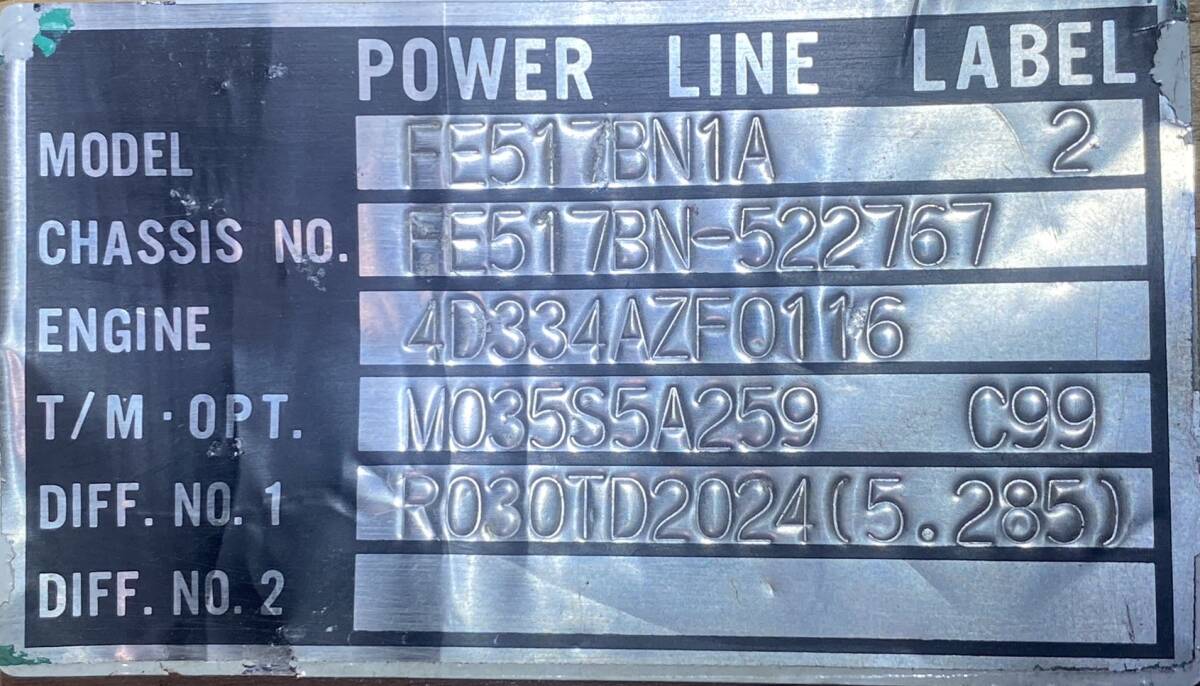 POWER LINE LABEL
MODEL FE517BN1A 2
CHASSIS NO. FE517BN-522767
ENGINE 4D334AZF0116
T/M·OPT. M035S5A259 C99
DIFF. NO. 1 R030TD2024(5.285)
DIFF. NO. 2